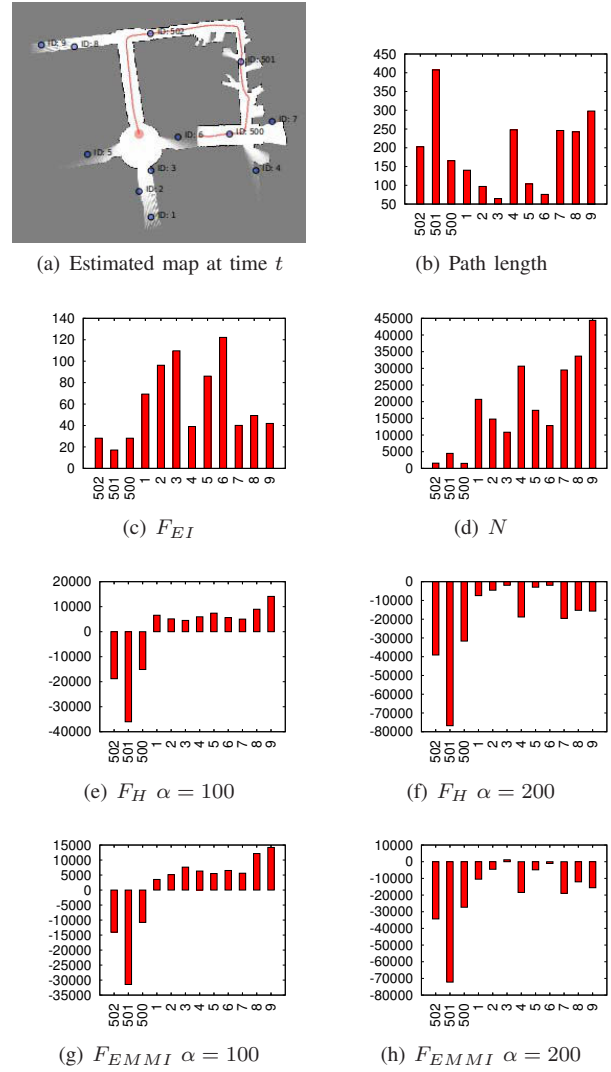 ID: 9
ID: 8
ID: 502
ID: 501
ID: 7
ID: 6
ID: 500
ID: 5
ID: 3
ID: 4
ID: 2
ID: 1
(a) Estimated map at time t
450
400
350
300
250
200
150
100
50
502 501 500 1 2 3 4 5 6 7 8 9
(b) Path length
140
120
100
80
60
40
20
0
502 501 500 1 2 3 4 5 6 7 8 9
(c) F_{EI}
45000
40000
35000
30000
25000
20000
15000
10000
5000
0
502 501 500 1 2 3 4 5 6 7 8 9
(d) N
20000
10000
0
-10000
-20000
-30000
-40000
502 501 500 1 2 3 4 5 6 7 8 9
(e) F_H α = 100
0
-10000
-20000
-30000
-40000
-50000
-60000
-70000
-80000
502 501 500 1 2 3 4 5 6 7 8 9
(f) F_H α = 200
15000
10000
5000
0
-5000
-10000
-15000
-20000
-25000
-30000
-35000
502 501 500 1 2 3 4 5 6 7 8 9
(g) F_{EMMI} α = 100
10000
0
-10000
-20000
-30000
-40000
-50000
-60000
-70000
-80000
502 501 500 1 2 3 4 5 6 7 8 9
(h) F_{EMMI} α = 200